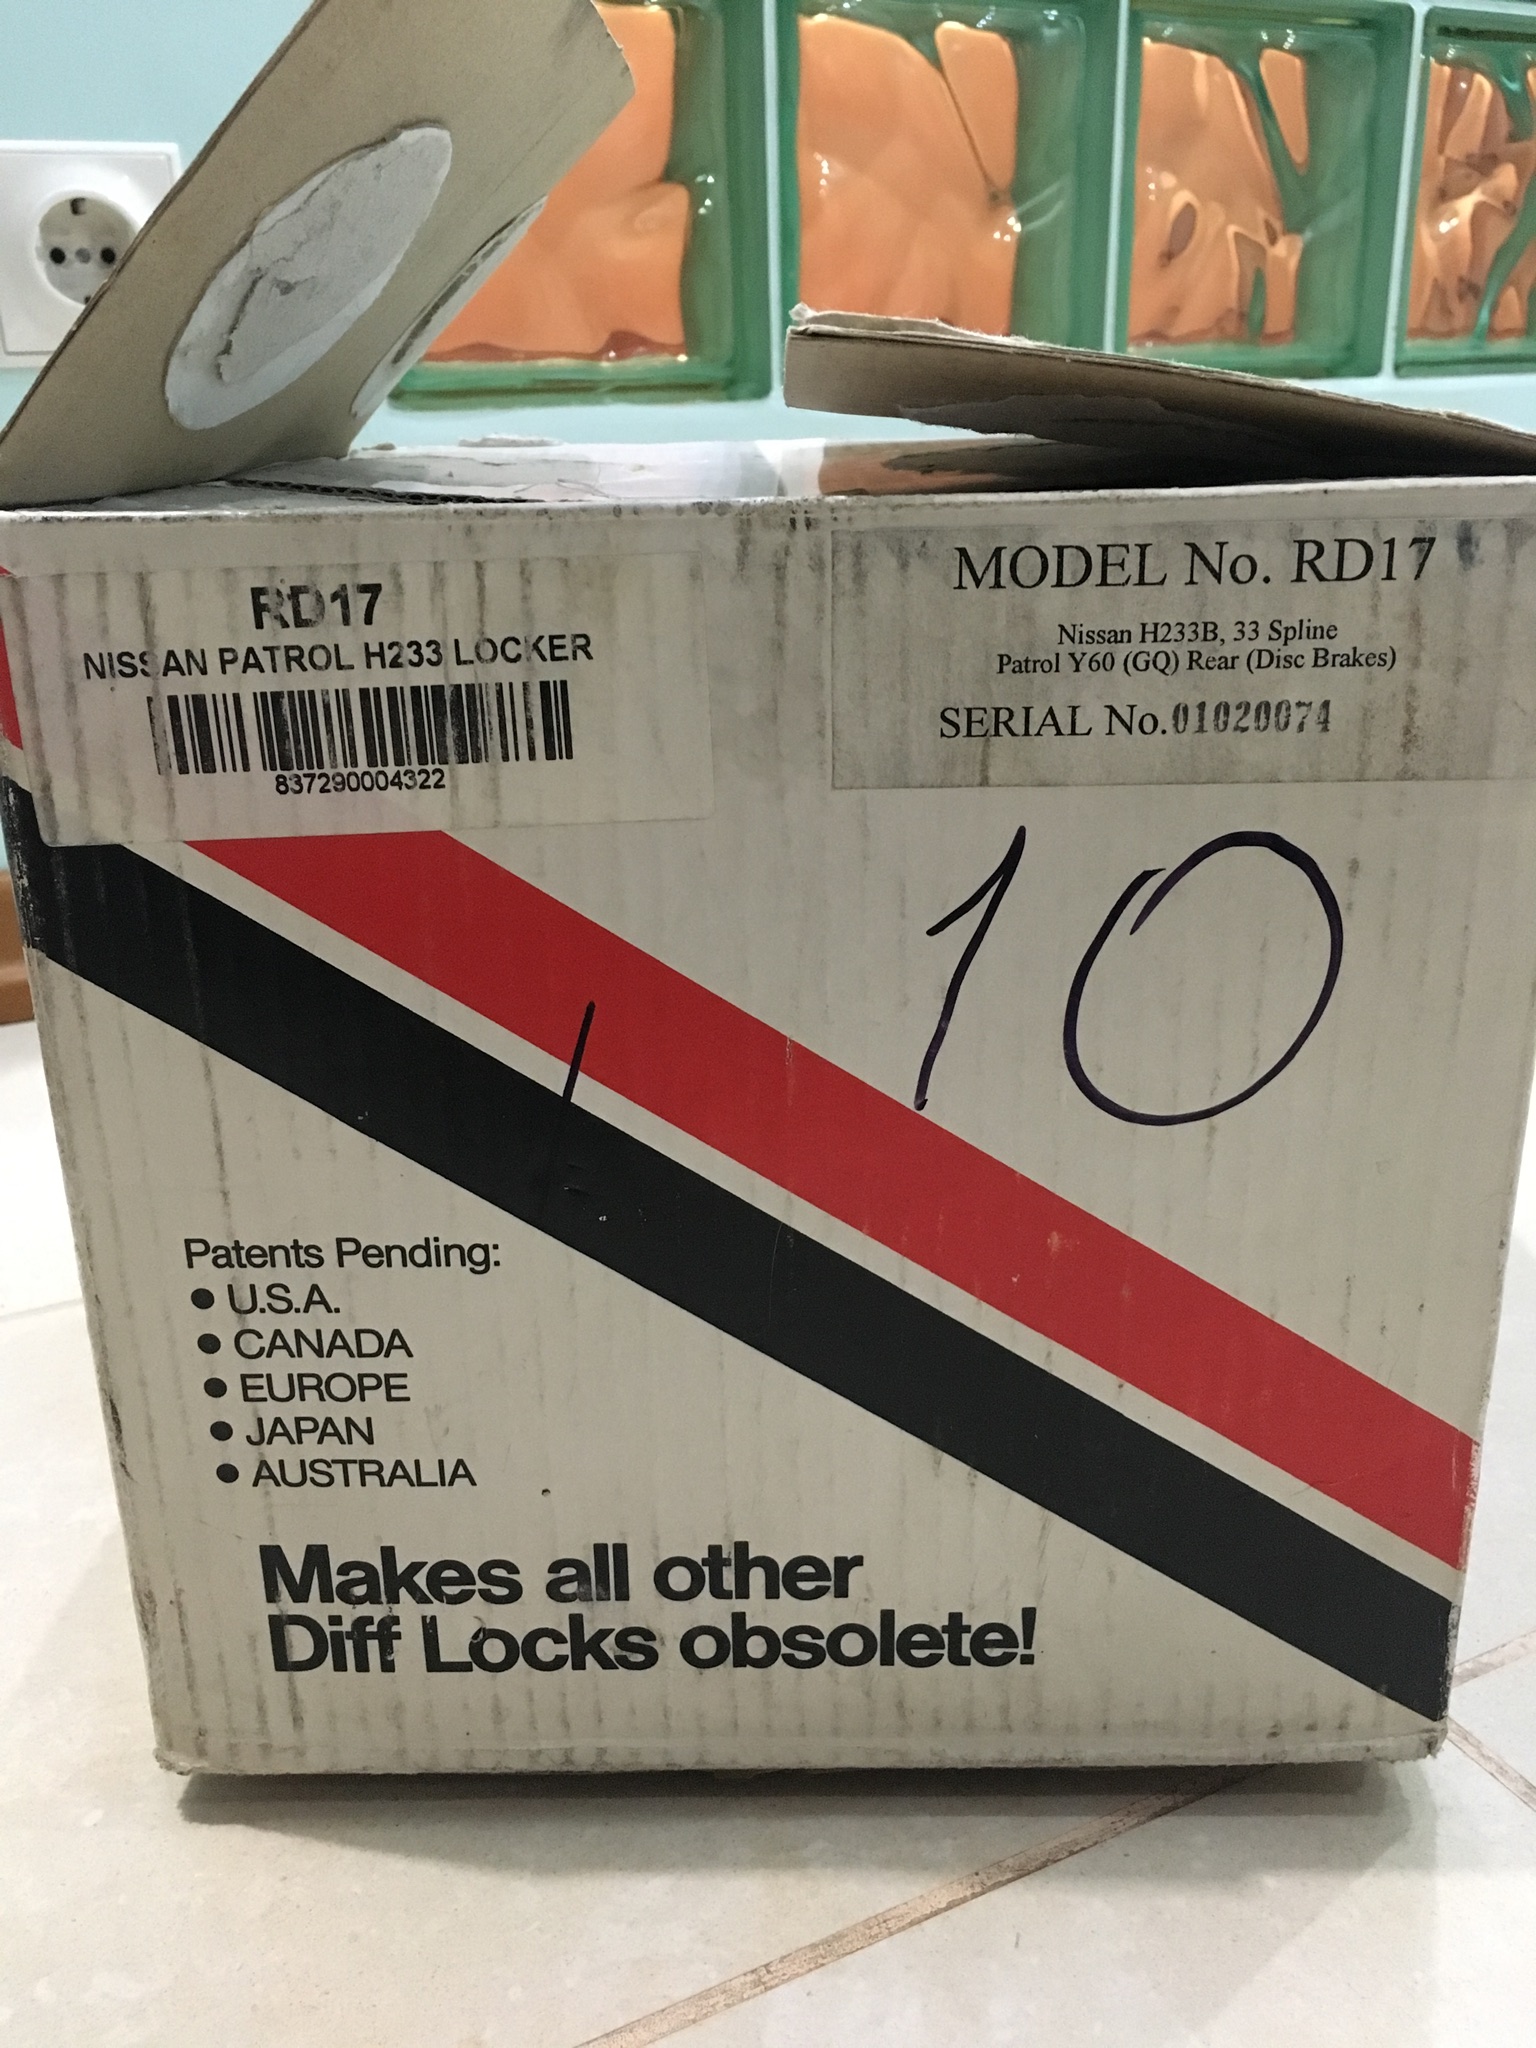 RD17
NISSAN PATROL H233 LOCKER
837290004322
MODEL No. RD17
Nissan H233B, 33 Spline
Patrol Y60 (GQ) Rear (Disc Brakes)
SERIAL No.01020074
10
Patents Pending:
• U.S.A.
• CANADA
• EUROPE
• JAPAN
• AUSTRALIA
Makes all other
Diff Locks obsolete!